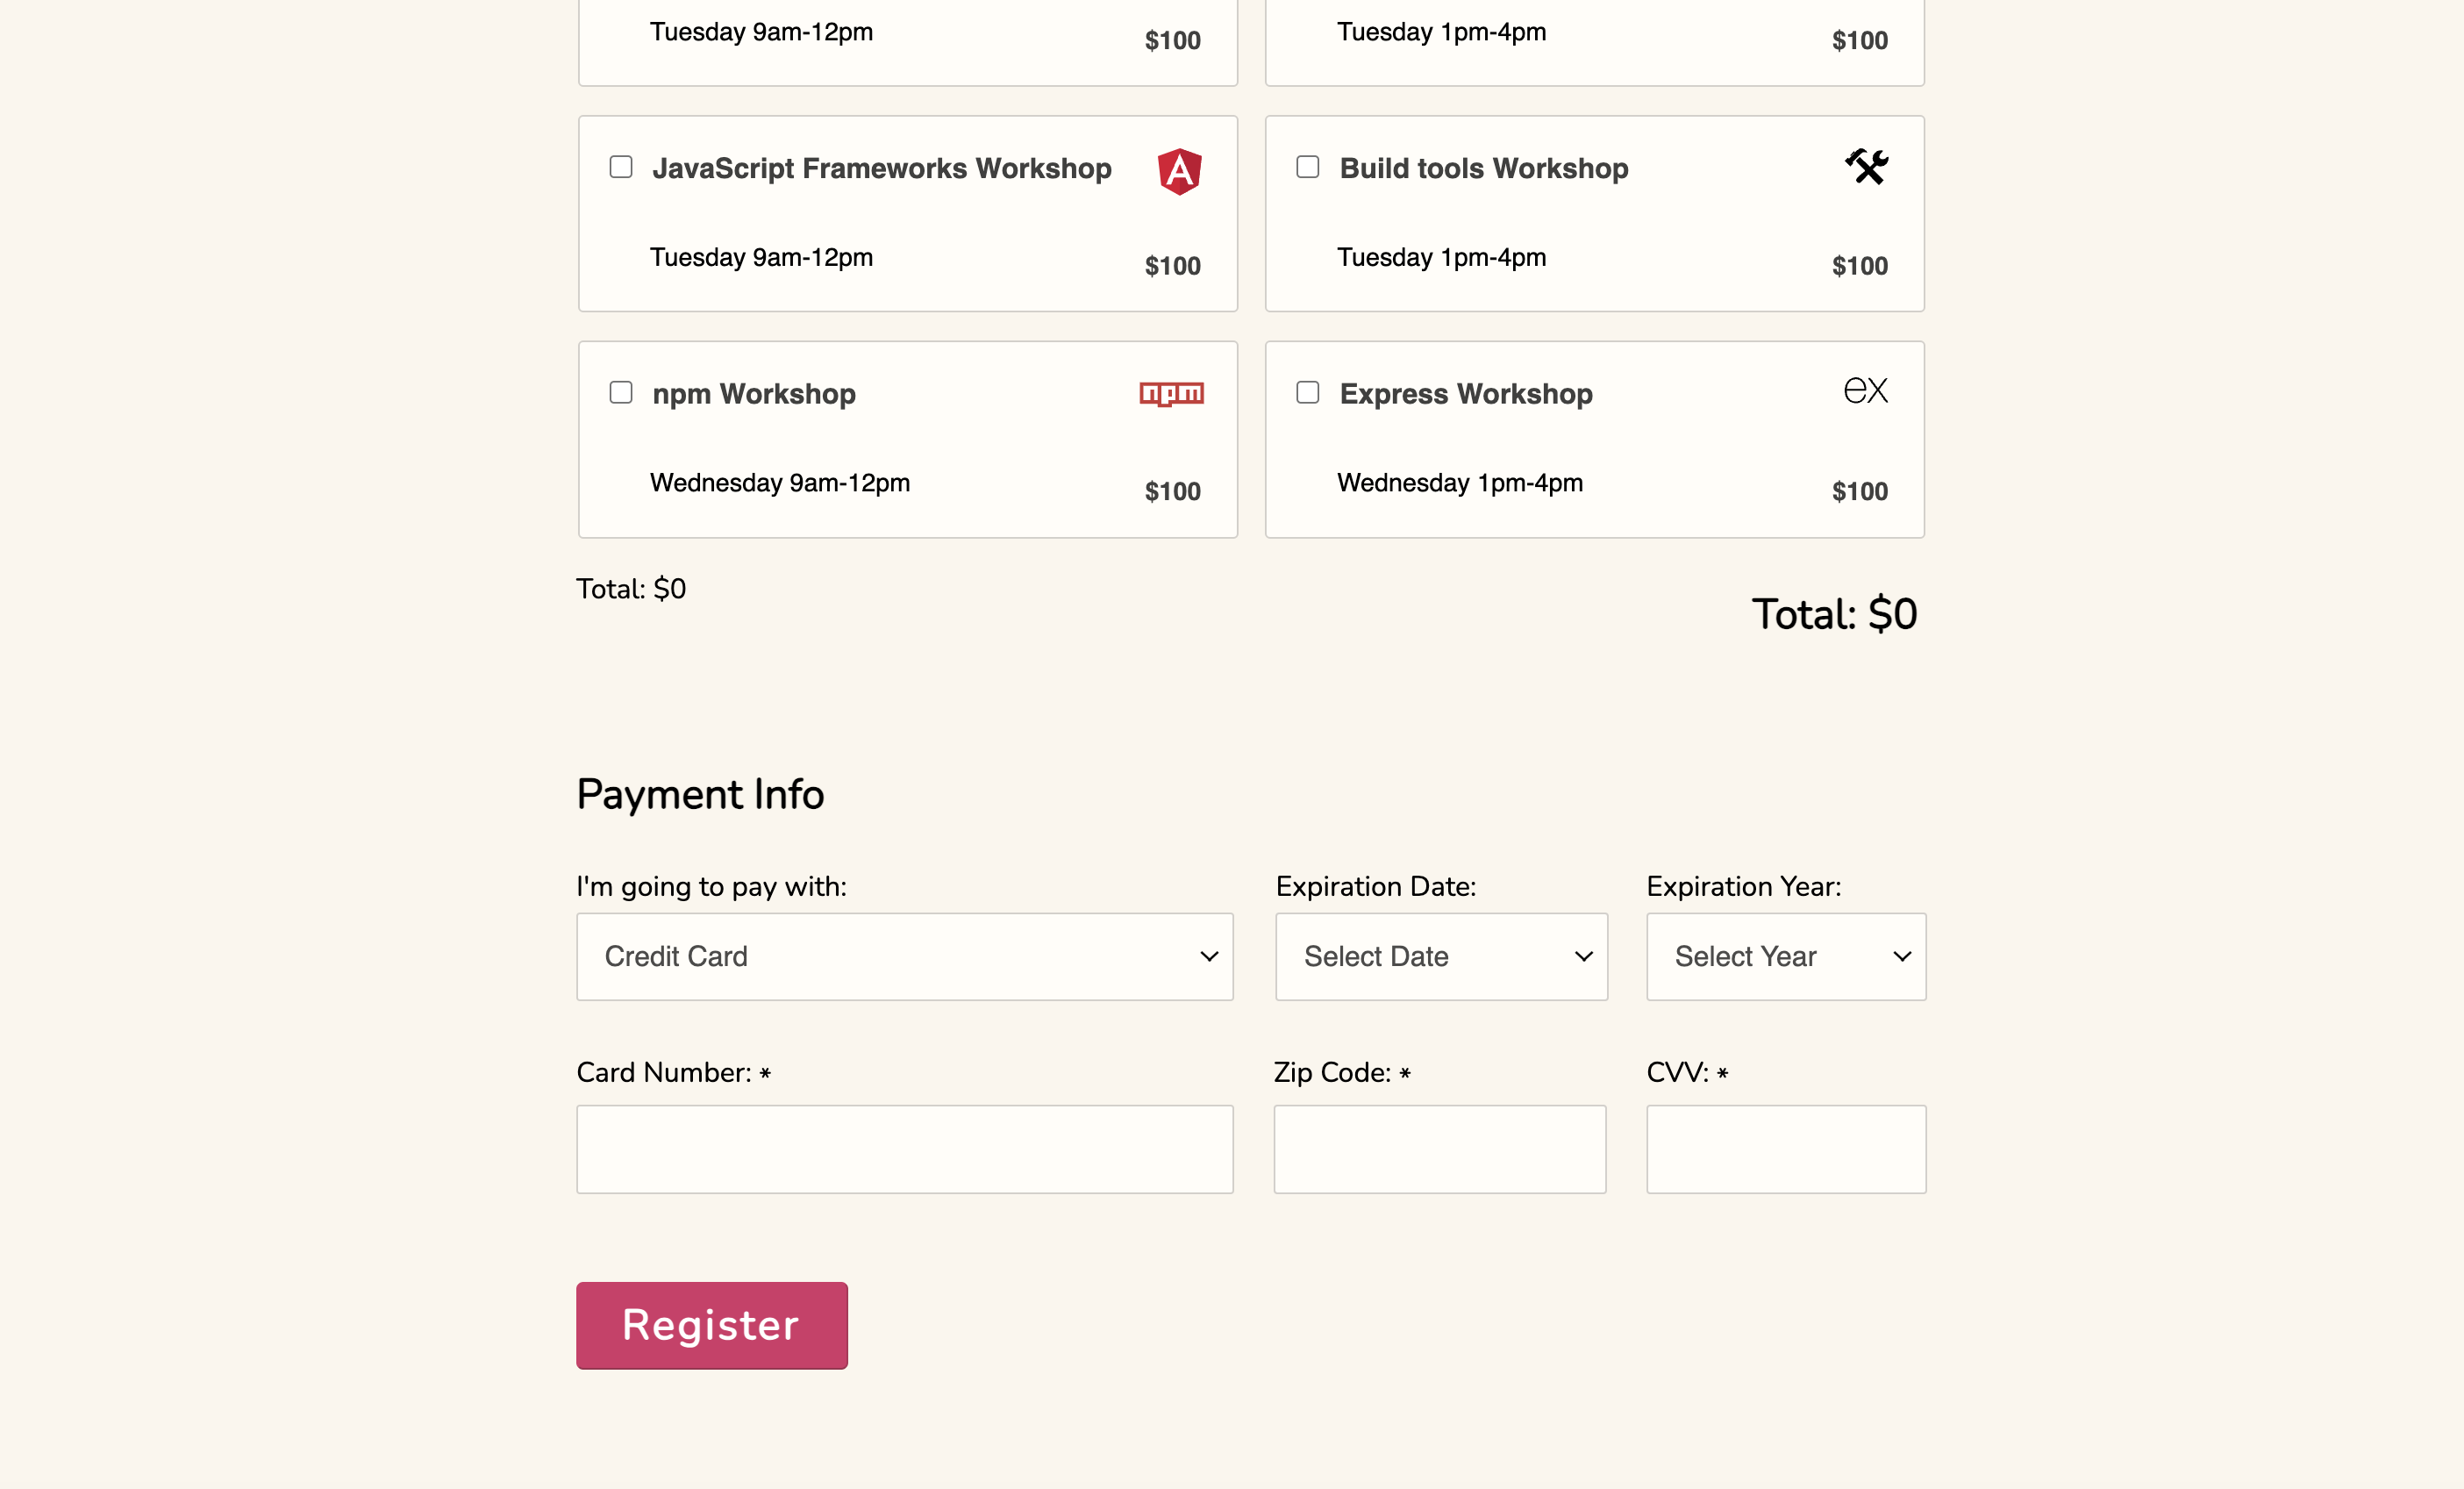 Tuesday 9am-12pm
$100
Tuesday 1pm-4pm
$100
JavaScript Frameworks Workshop
A
Tuesday 9am-12pm
$100
Build tools Workshop
Tuesday 1pm-4pm
$100
npm Workshop
npm
Wednesday 9am-12pm
$100
Express Workshop
ex
Wednesday 1pm-4pm
$100
Total: $0
Total: $0
Payment Info
I'm going to pay with:
Credit Card
Expiration Date:
Select Date
Expiration Year:
Select Year
Card Number: *
Zip Code: *
CVV: *
Register